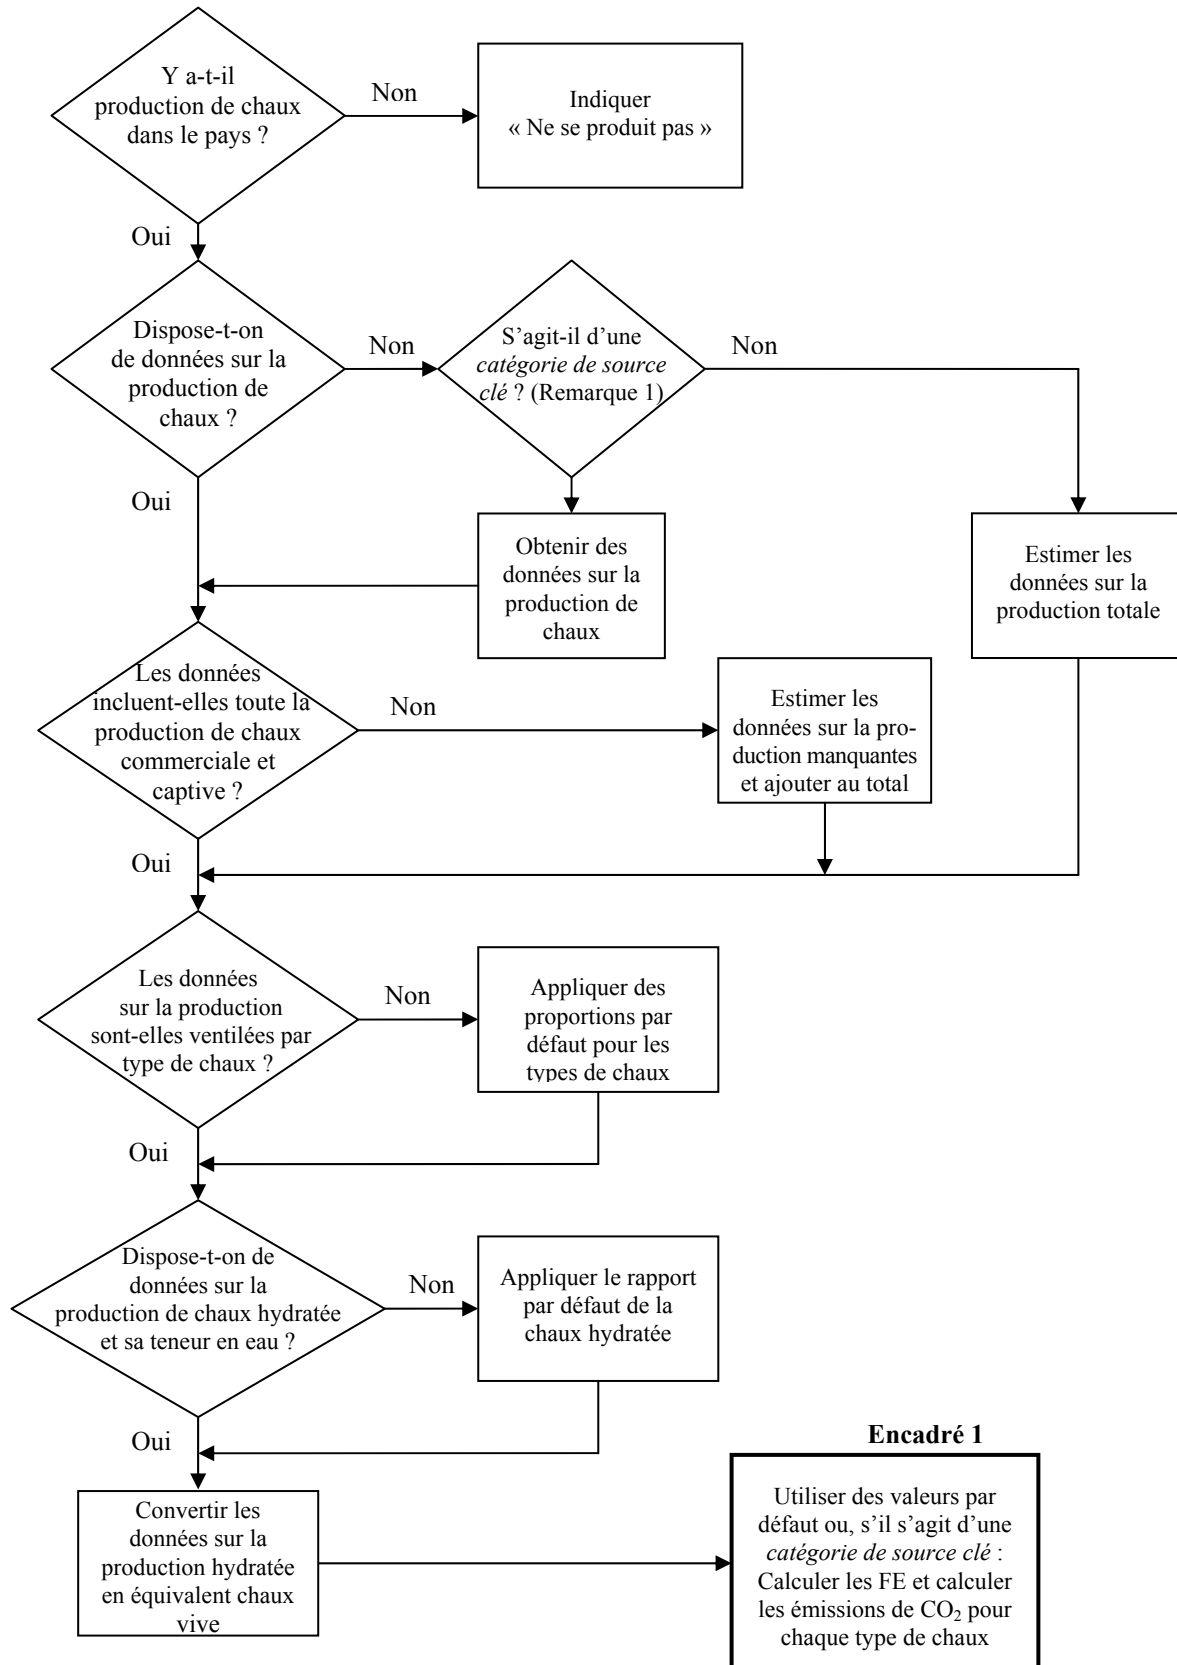 Y a-t-il
production de chaux
dans le pays ?
Non
Indiquer
« Ne se produit pas »
Oui
Dispose-t-on
de données sur la
production de
chaux ?
Non
S’agit-il d’une
catégorie de source
clé ? (Remarque 1)
Non
Oui
Obtenir des
données sur la
production de
chaux
Estimer les
données sur la
production totale
Les données
incluent-elles toute la
production de chaux
commerciale et
captive ?
Non
Estimer les
données sur la pro-
duction manquantes
et ajouter au total
Oui
Les données
sur la production
sont-elles ventilées par
type de chaux ?
Non
Appliquer des
proportions par
défaut pour les
types de chaux
Oui
Dispose-t-on de
données sur la
production de chaux hydratée
et sa teneur en eau ?
Non
Appliquer le rapport
par défaut de la
chaux hydratée
Oui
Convertir les
données sur la
production hydratée
en équivalent chaux
vive
Encadré 1
Utiliser des valeurs par
défaut ou, s’il s’agit d’une
catégorie de source clé :
Calculer les FE et calculer
les émissions de CO₂ pour
chaque type de chaux